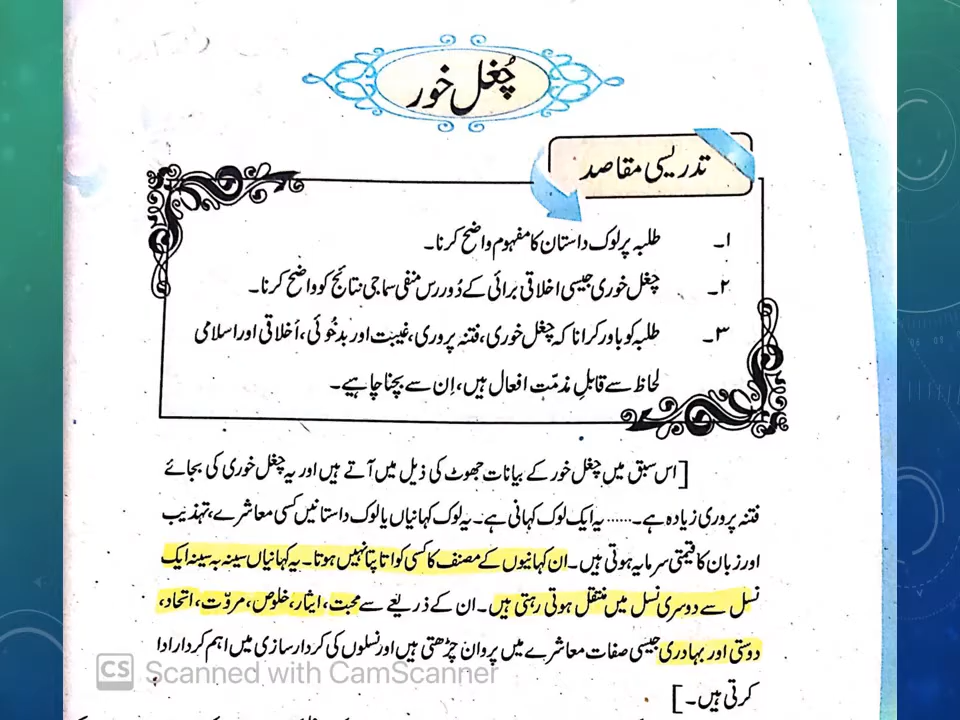 چُغل خور
تدریسی مقاصد
۱۔ طلبہ پر لوک داستان کا مفہوم واضح کرنا۔
۲۔ چغل خوری جیسی اخلاقی برائی کے دُور رس منفی سماجی نتائج کو واضح کرنا۔
۳۔ طلبہ کو باور کرانا کہ چغل خوری، فتنہ پروری، غیبت اور بدخُوئی، اُخلاقی اور اسلامی
لحاظ سے قابلِ مذمّت افعال ہیں، اِن سے بچنا چاہیے۔
[اس سبق میں چغل خور کے بیانات جھوٹ کی ذیل میں آتے ہیں اور یہ چغل خوری کی بجائے
فتنہ پروری زیادہ ہے۔...... یہ ایک لوک کہانی ہے۔ یہ لوک کہانیاں یا لوک داستانیں کسی معاشرے، تہذیب
اور زبان کا قیمتی سرمایہ ہوتی ہیں۔ ان کہانیوں کے مصنف کا کسی کو اتا پتا نہیں ہوتا۔ یہ کہانیاں سینہ بہ سینہ ایک
نسل سے دوسری نسل میں منتقل ہوتی رہتی ہیں۔ ان کے ذریعے سے محبت، ایثار، خلوص، مروّت، اتحاد،
دوستی اور بہادری جیسی صفات معاشرے میں پروان چڑھتی ہیں اور نسلوں کی کردار سازی میں اہم کردار ادا
کرتی ہیں۔]
CS Scanned with CamScanner